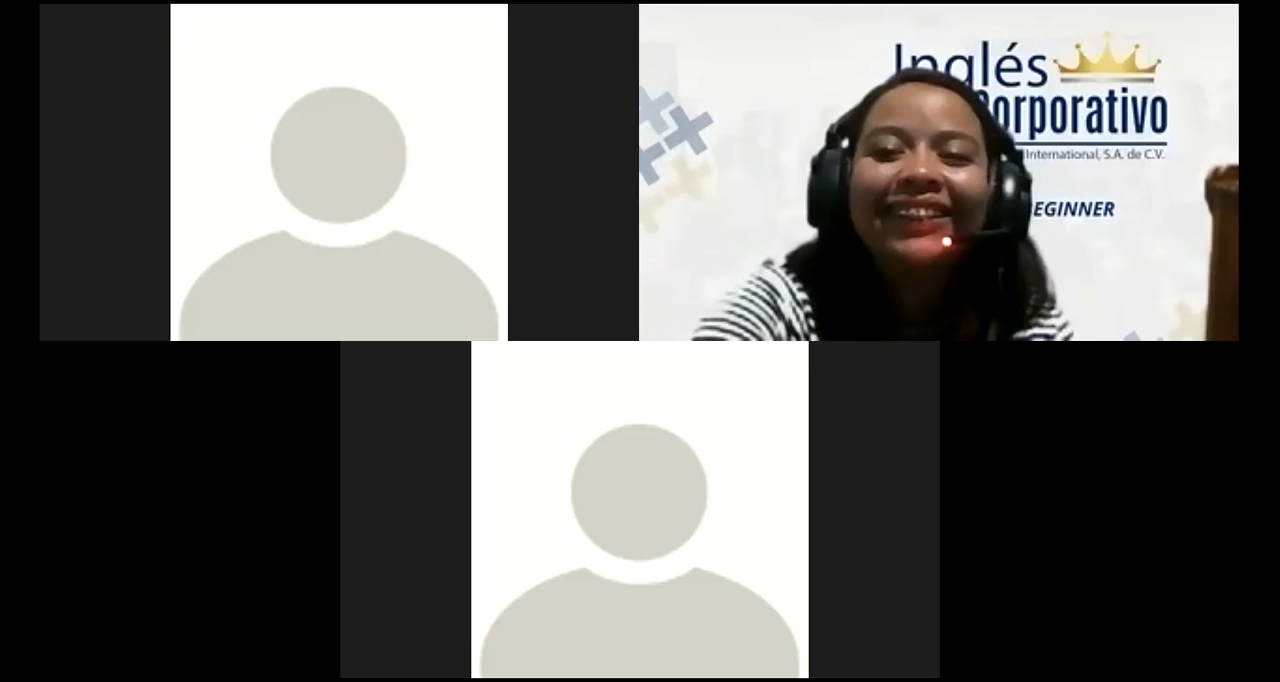 Inglés
Corporativo
International, S.A. de C.V.
EGINNER